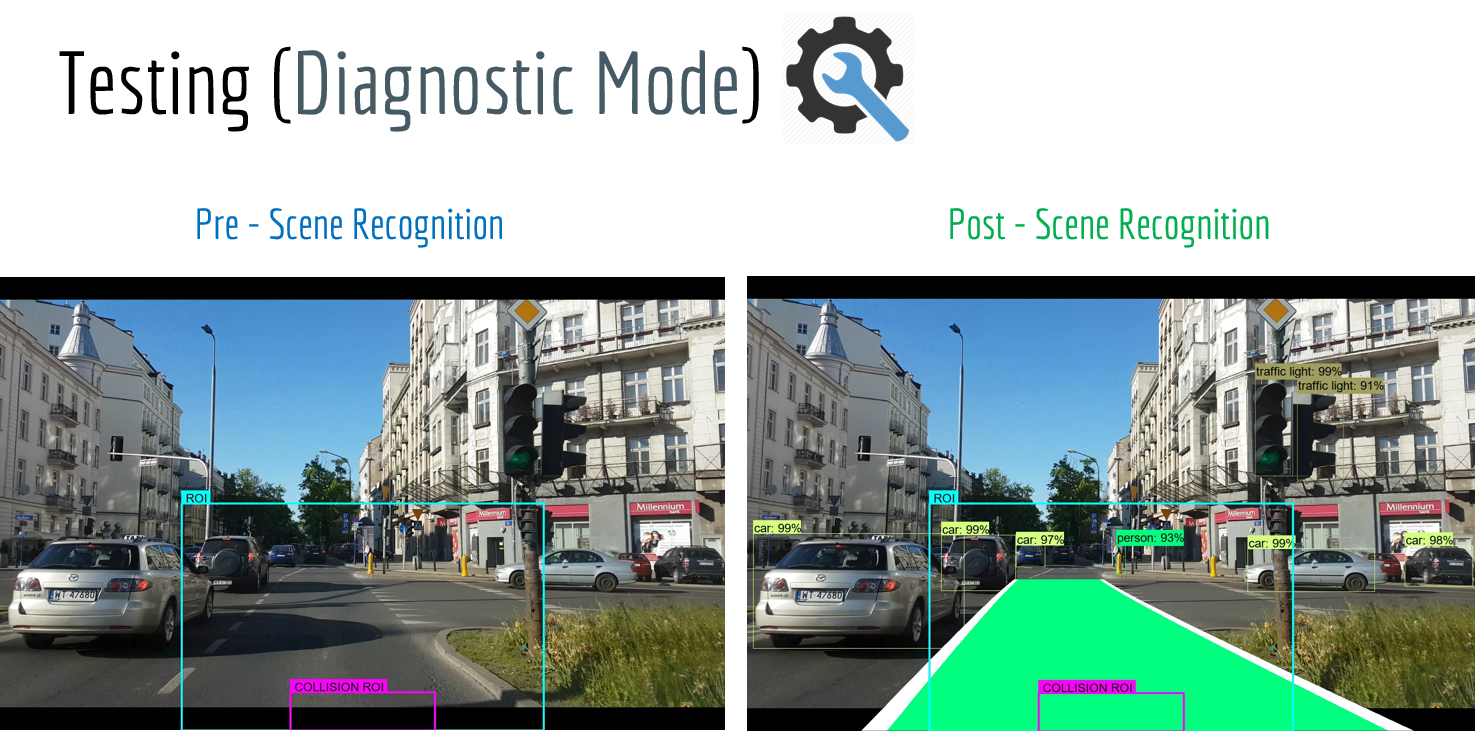 Testing (Diagnostic Mode)
Pre - Scene Recognition
Post - Scene Recognition
ROI
Millennium
Millennium
WT 47680
COLLISION ROI
traffic light: 99%
traffic light: 91%
ROI
Millennium
Millennium
car: 99%
car: 99%
car: 97%
person: 93%
car: 99%
car: 98%
WT 47680
COLLISION ROI